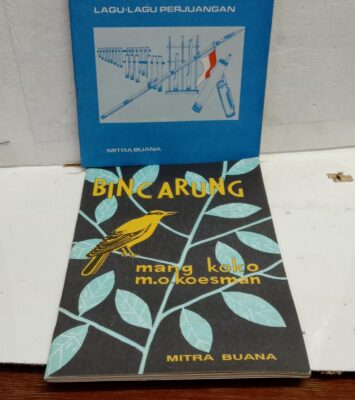 LAGU-LAGU PERJUANGAN
MITRA BUANA
BINCARUNG
mang koko
m.o.koesman
MITRA BUANA